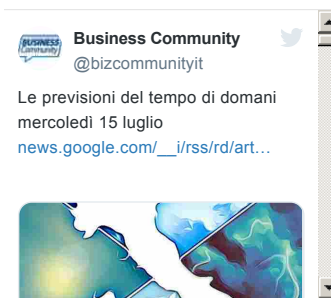 BUSINESS
Community
Business Community
@bizcommunityit
Le previsioni del tempo di domani
mercoledì 15 luglio
news.google.com/__i/rss/rd/art…